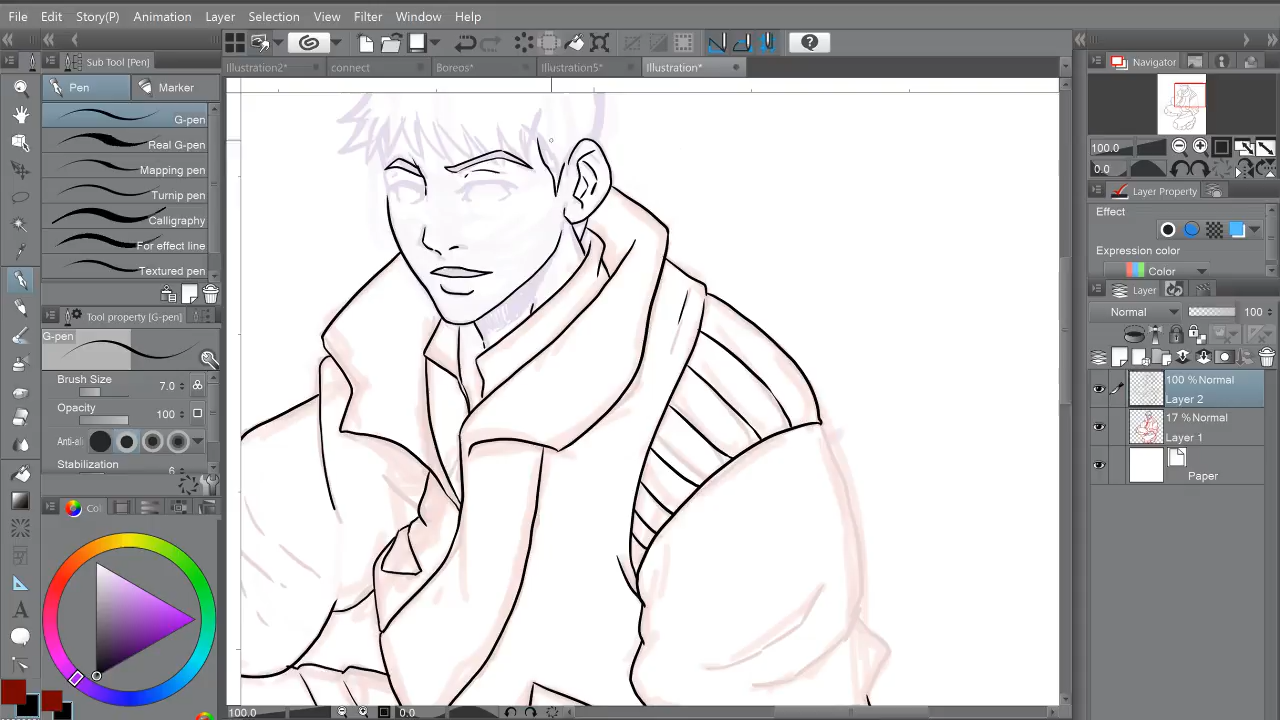 File Edit Story(P) Animation Layer Selection View Filter Window Help
Sub Tool [Pen]
Illustration2* connect Boreos* Illustration5* Illustration*
Navigator
Pen Marker
G-pen
Real G-pen
Mapping pen
Turnip pen
Calligraphy
For effect line
Textured pen
Tool property [G-pen]
G-pen
Brush Size 7.0
Opacity 100
Anti-al
Stabilization 6
Col
100.0
0.0
Layer Property
Effect
Expression color
Color
Layer
Normal 100
100 % Normal
Layer 2
17 % Normal
Layer 1
Paper
100.0 0.0